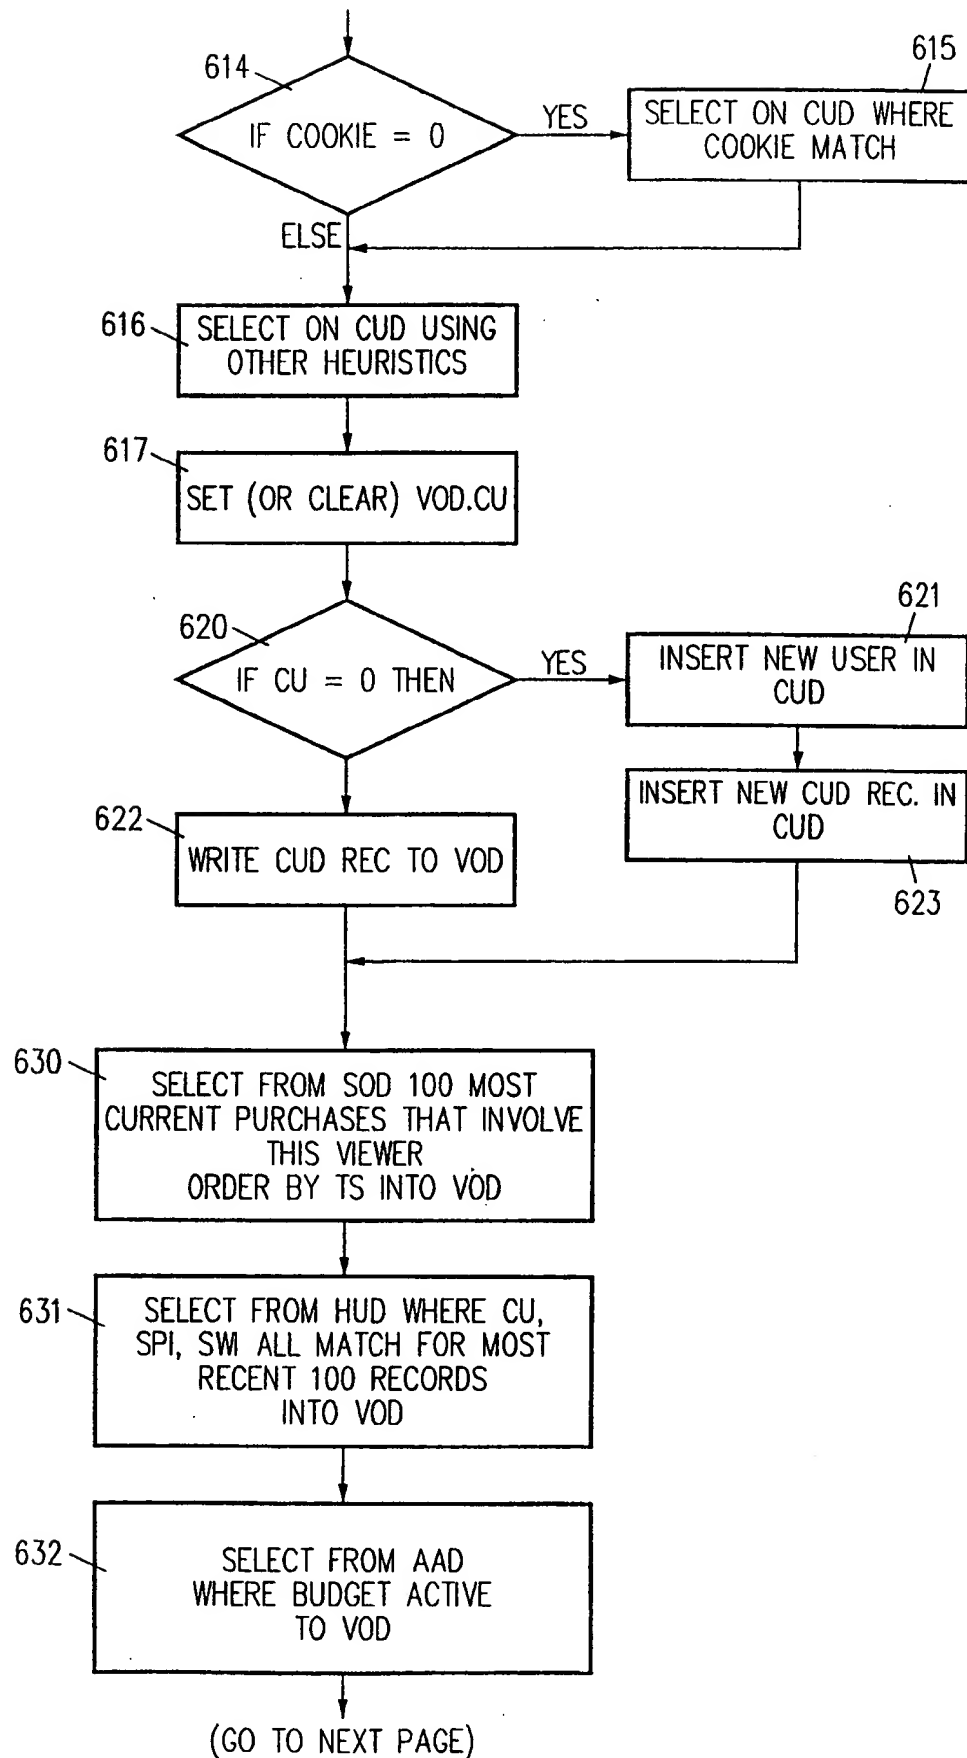 614
IF COOKIE = 0
YES
615
SELECT ON CUD WHERE
COOKIE MATCH
ELSE
616
SELECT ON CUD USING
OTHER HEURISTICS
617
SET (OR CLEAR) VOD.CU
620
IF CU = 0 THEN
YES
621
INSERT NEW USER IN
CUD
INSERT NEW CUD REC. IN
CUD
623
622
WRITE CUD REC TO VOD
630
SELECT FROM SOD 100 MOST
CURRENT PURCHASES THAT INVOLVE
THIS VIEWER
ORDER BY TS INTO VOD
631
SELECT FROM HUD WHERE CU,
SPI, SWI ALL MATCH FOR MOST
RECENT 100 RECORDS
INTO VOD
632
SELECT FROM AAD
WHERE BUDGET ACTIVE
TO VOD
(GO TO NEXT PAGE)